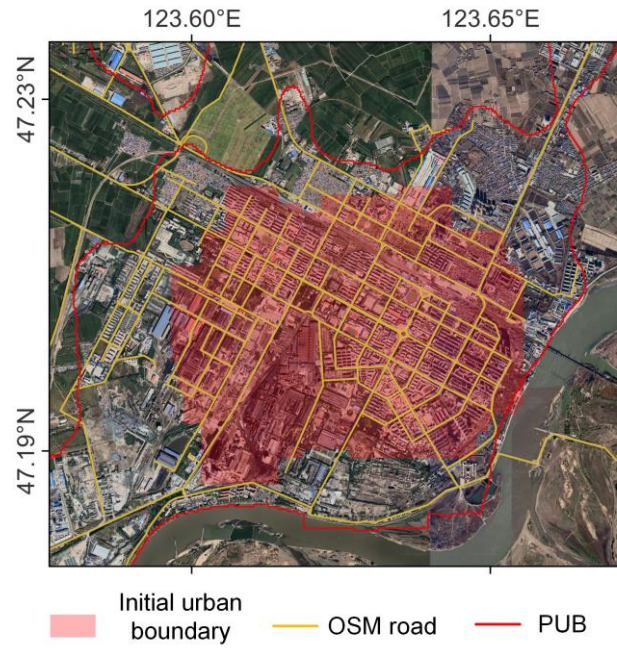 123.60°E
123.65°E
47.23°N
47.19°N
Initial urban
boundary
OSM road
PUB